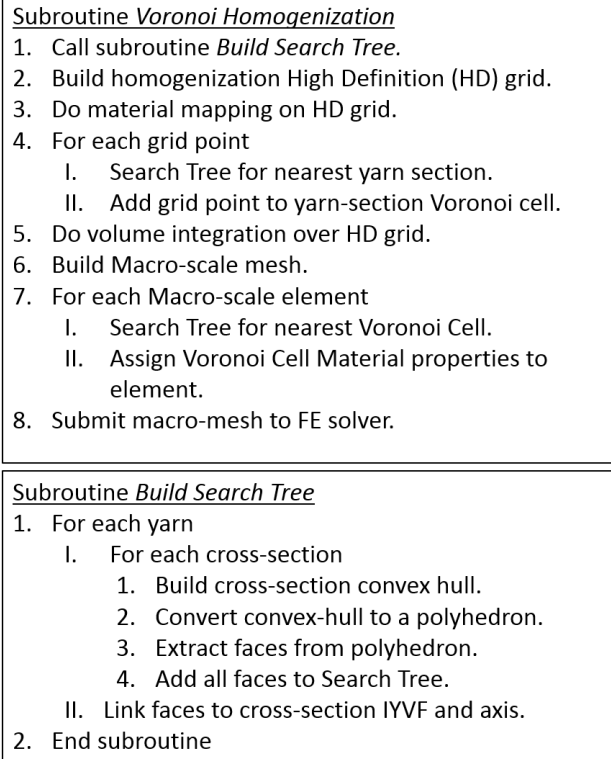 Subroutine Voronoi Homogenization
1. Call subroutine Build Search Tree.
2. Build homogenization High Definition (HD) grid.
3. Do material mapping on HD grid.
4. For each grid point
I. Search Tree for nearest yarn section.
II. Add grid point to yarn-section Voronoi cell.
5. Do volume integration over HD grid.
6. Build Macro-scale mesh.
7. For each Macro-scale element
I. Search Tree for nearest Voronoi Cell.
II. Assign Voronoi Cell Material properties to
element.
8. Submit macro-mesh to FE solver.
Subroutine Build Search Tree
1. For each yarn
I. For each cross-section
1. Build cross-section convex hull.
2. Convert convex-hull to a polyhedron.
3. Extract faces from polyhedron.
4. Add all faces to Search Tree.
II. Link faces to cross-section IYVF and axis.
2. End subroutine